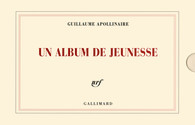 GUILLAUME APOLLINAIRE
UN ALBUM DE JEUNESSE
nrf
GALLIMARD